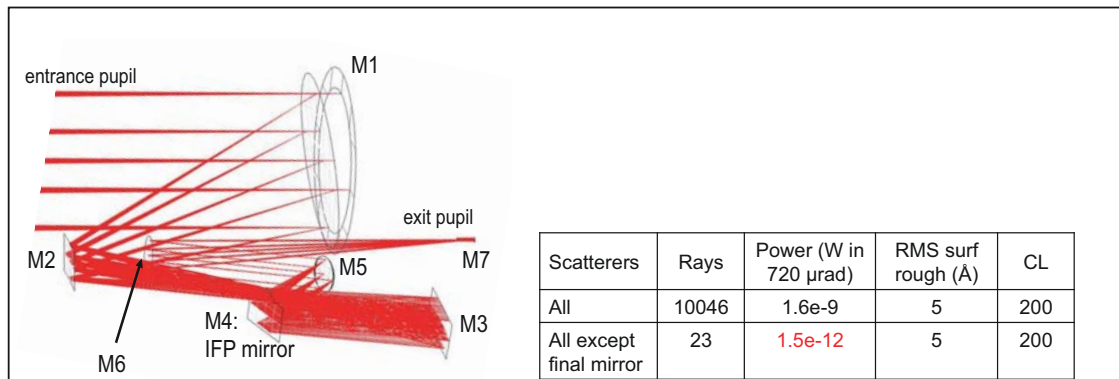 M1
entrance pupil
exit pupil
M2
M5
M7
M4:
IFP mirror
M3
M6
Scatterers Rays Power (W in 720 µrad) RMS surf rough (Å) CL
All 10046 1.6e-9 5 200
All except final mirror 23 1.5e-12 5 200